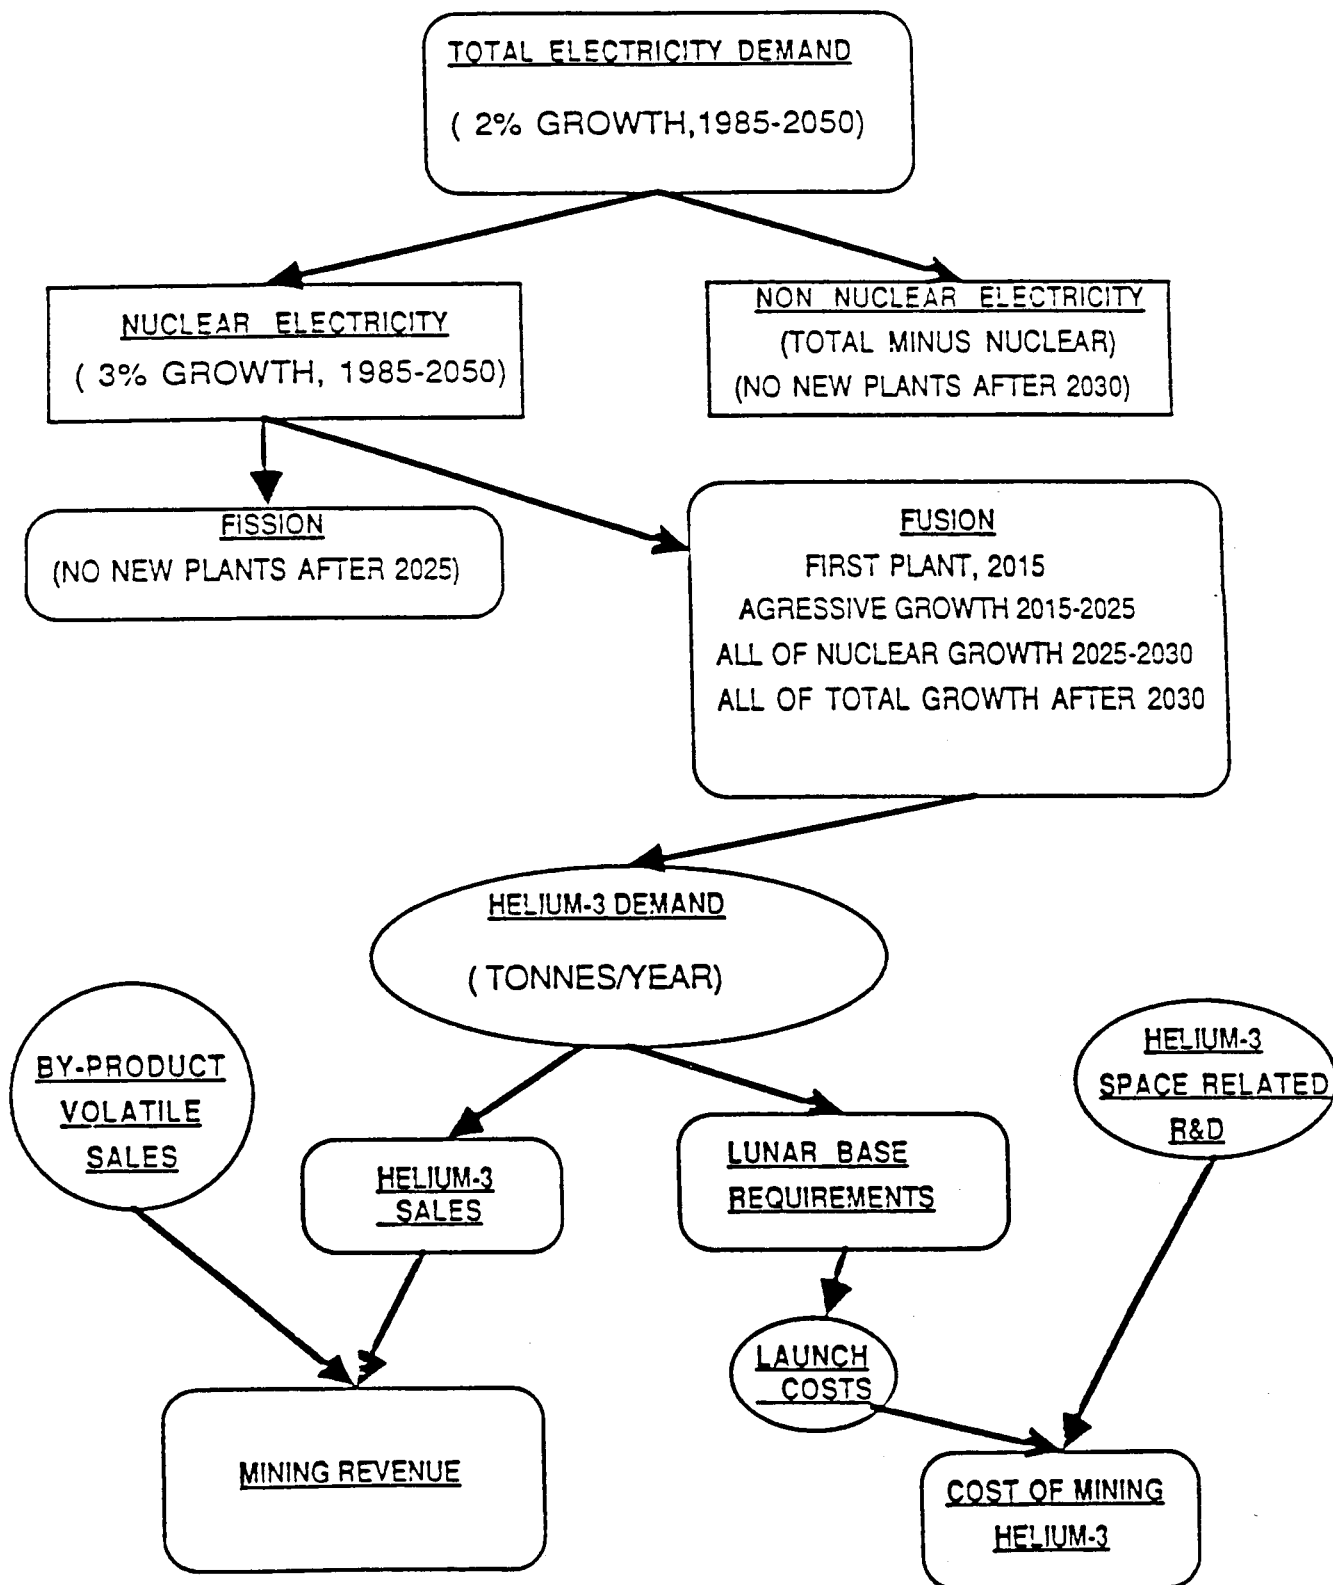 TOTAL ELECTRICITY DEMAND
( 2% GROWTH,1985-2050)
NUCLEAR ELECTRICITY
( 3% GROWTH, 1985-2050)
NON NUCLEAR ELECTRICITY
(TOTAL MINUS NUCLEAR)
(NO NEW PLANTS AFTER 2030)
FISSION
(NO NEW PLANTS AFTER 2025)
FUSION
FIRST PLANT, 2015
AGRESSIVE GROWTH 2015-2025
ALL OF NUCLEAR GROWTH 2025-2030
ALL OF TOTAL GROWTH AFTER 2030
HELIUM-3 DEMAND
( TONNES/YEAR)
BY-PRODUCT
VOLATILE
SALES
HELIUM-3
SALES
LUNAR BASE
REQUIREMENTS
HELIUM-3
SPACE RELATED
R&D
LAUNCH
COSTS
MINING REVENUE
COST OF MINING
HELIUM-3